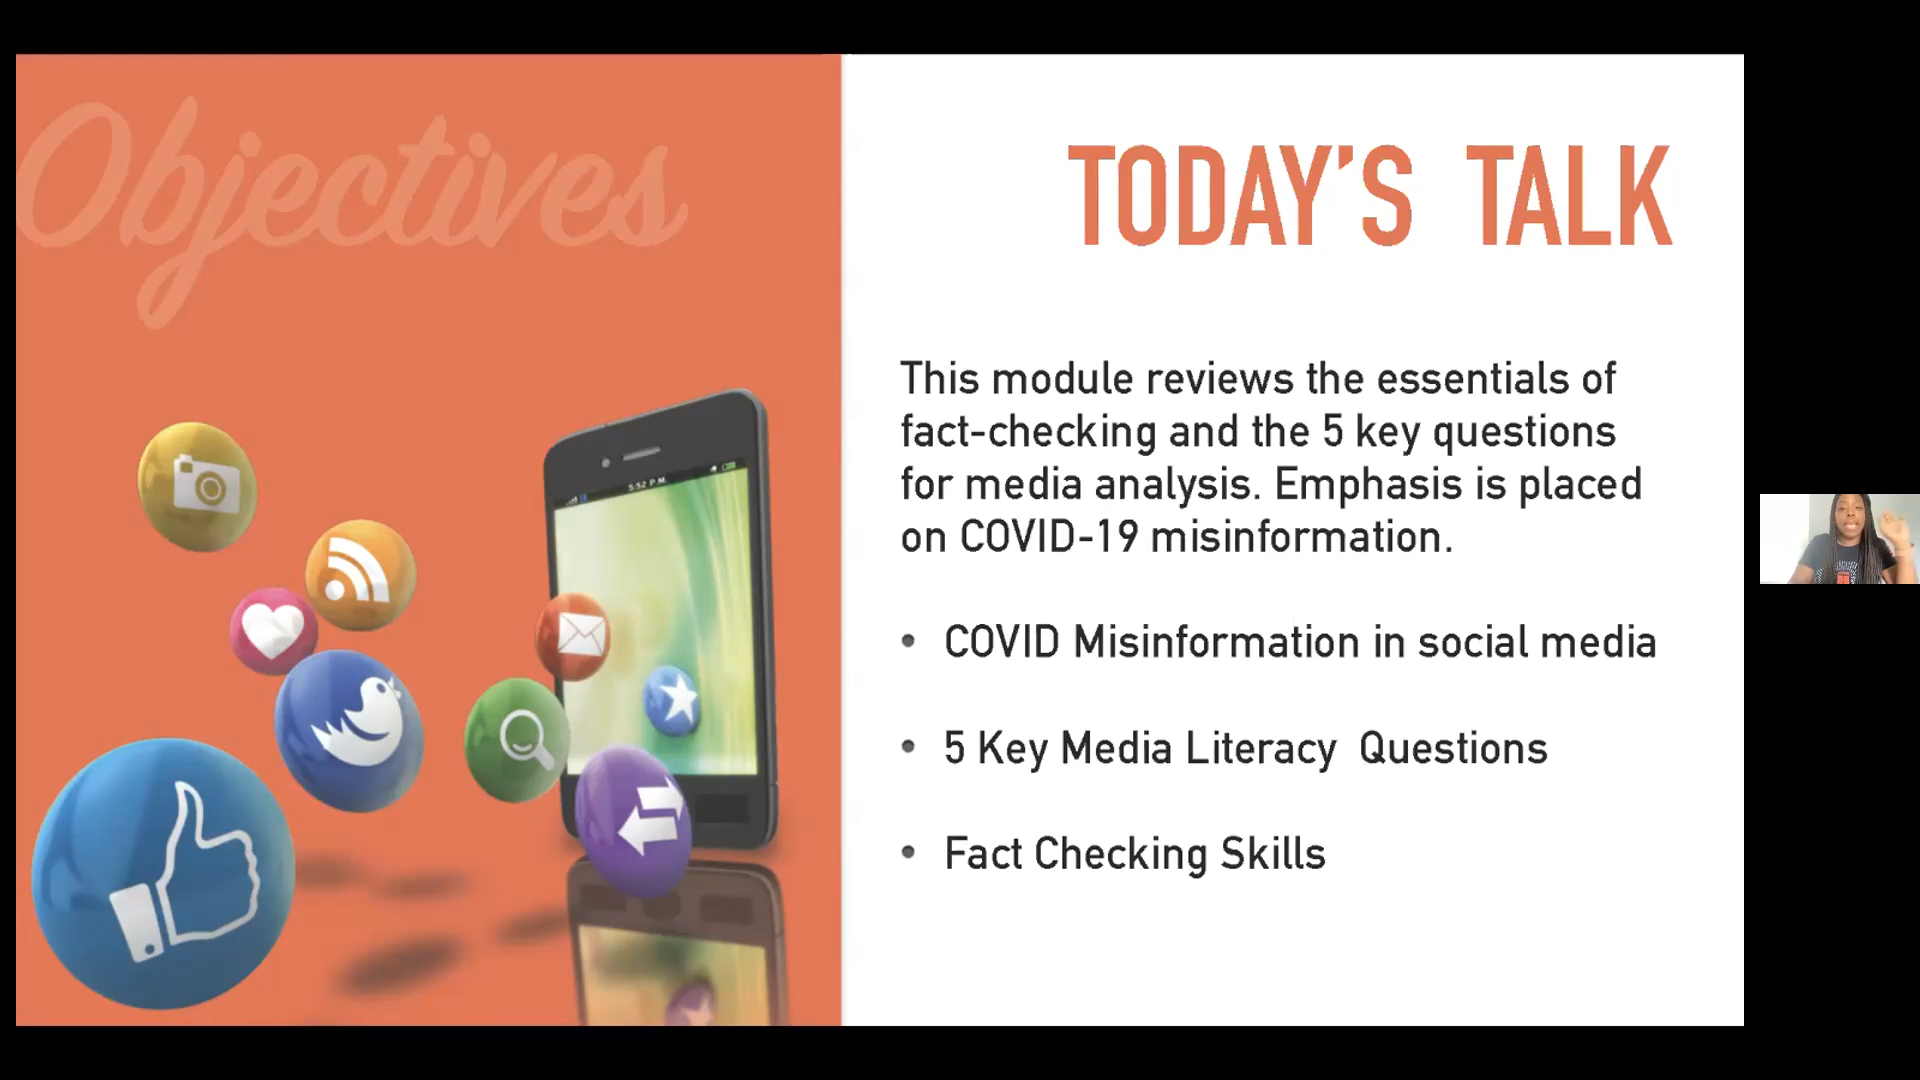 Objectives
TODAY'S TALK
5:52 P.M.
This module reviews the essentials of
fact-checking and the 5 key questions
for media analysis. Emphasis is placed
on COVID-19 misinformation.
• COVID Misinformation in social media
• 5 Key Media Literacy Questions
• Fact Checking Skills